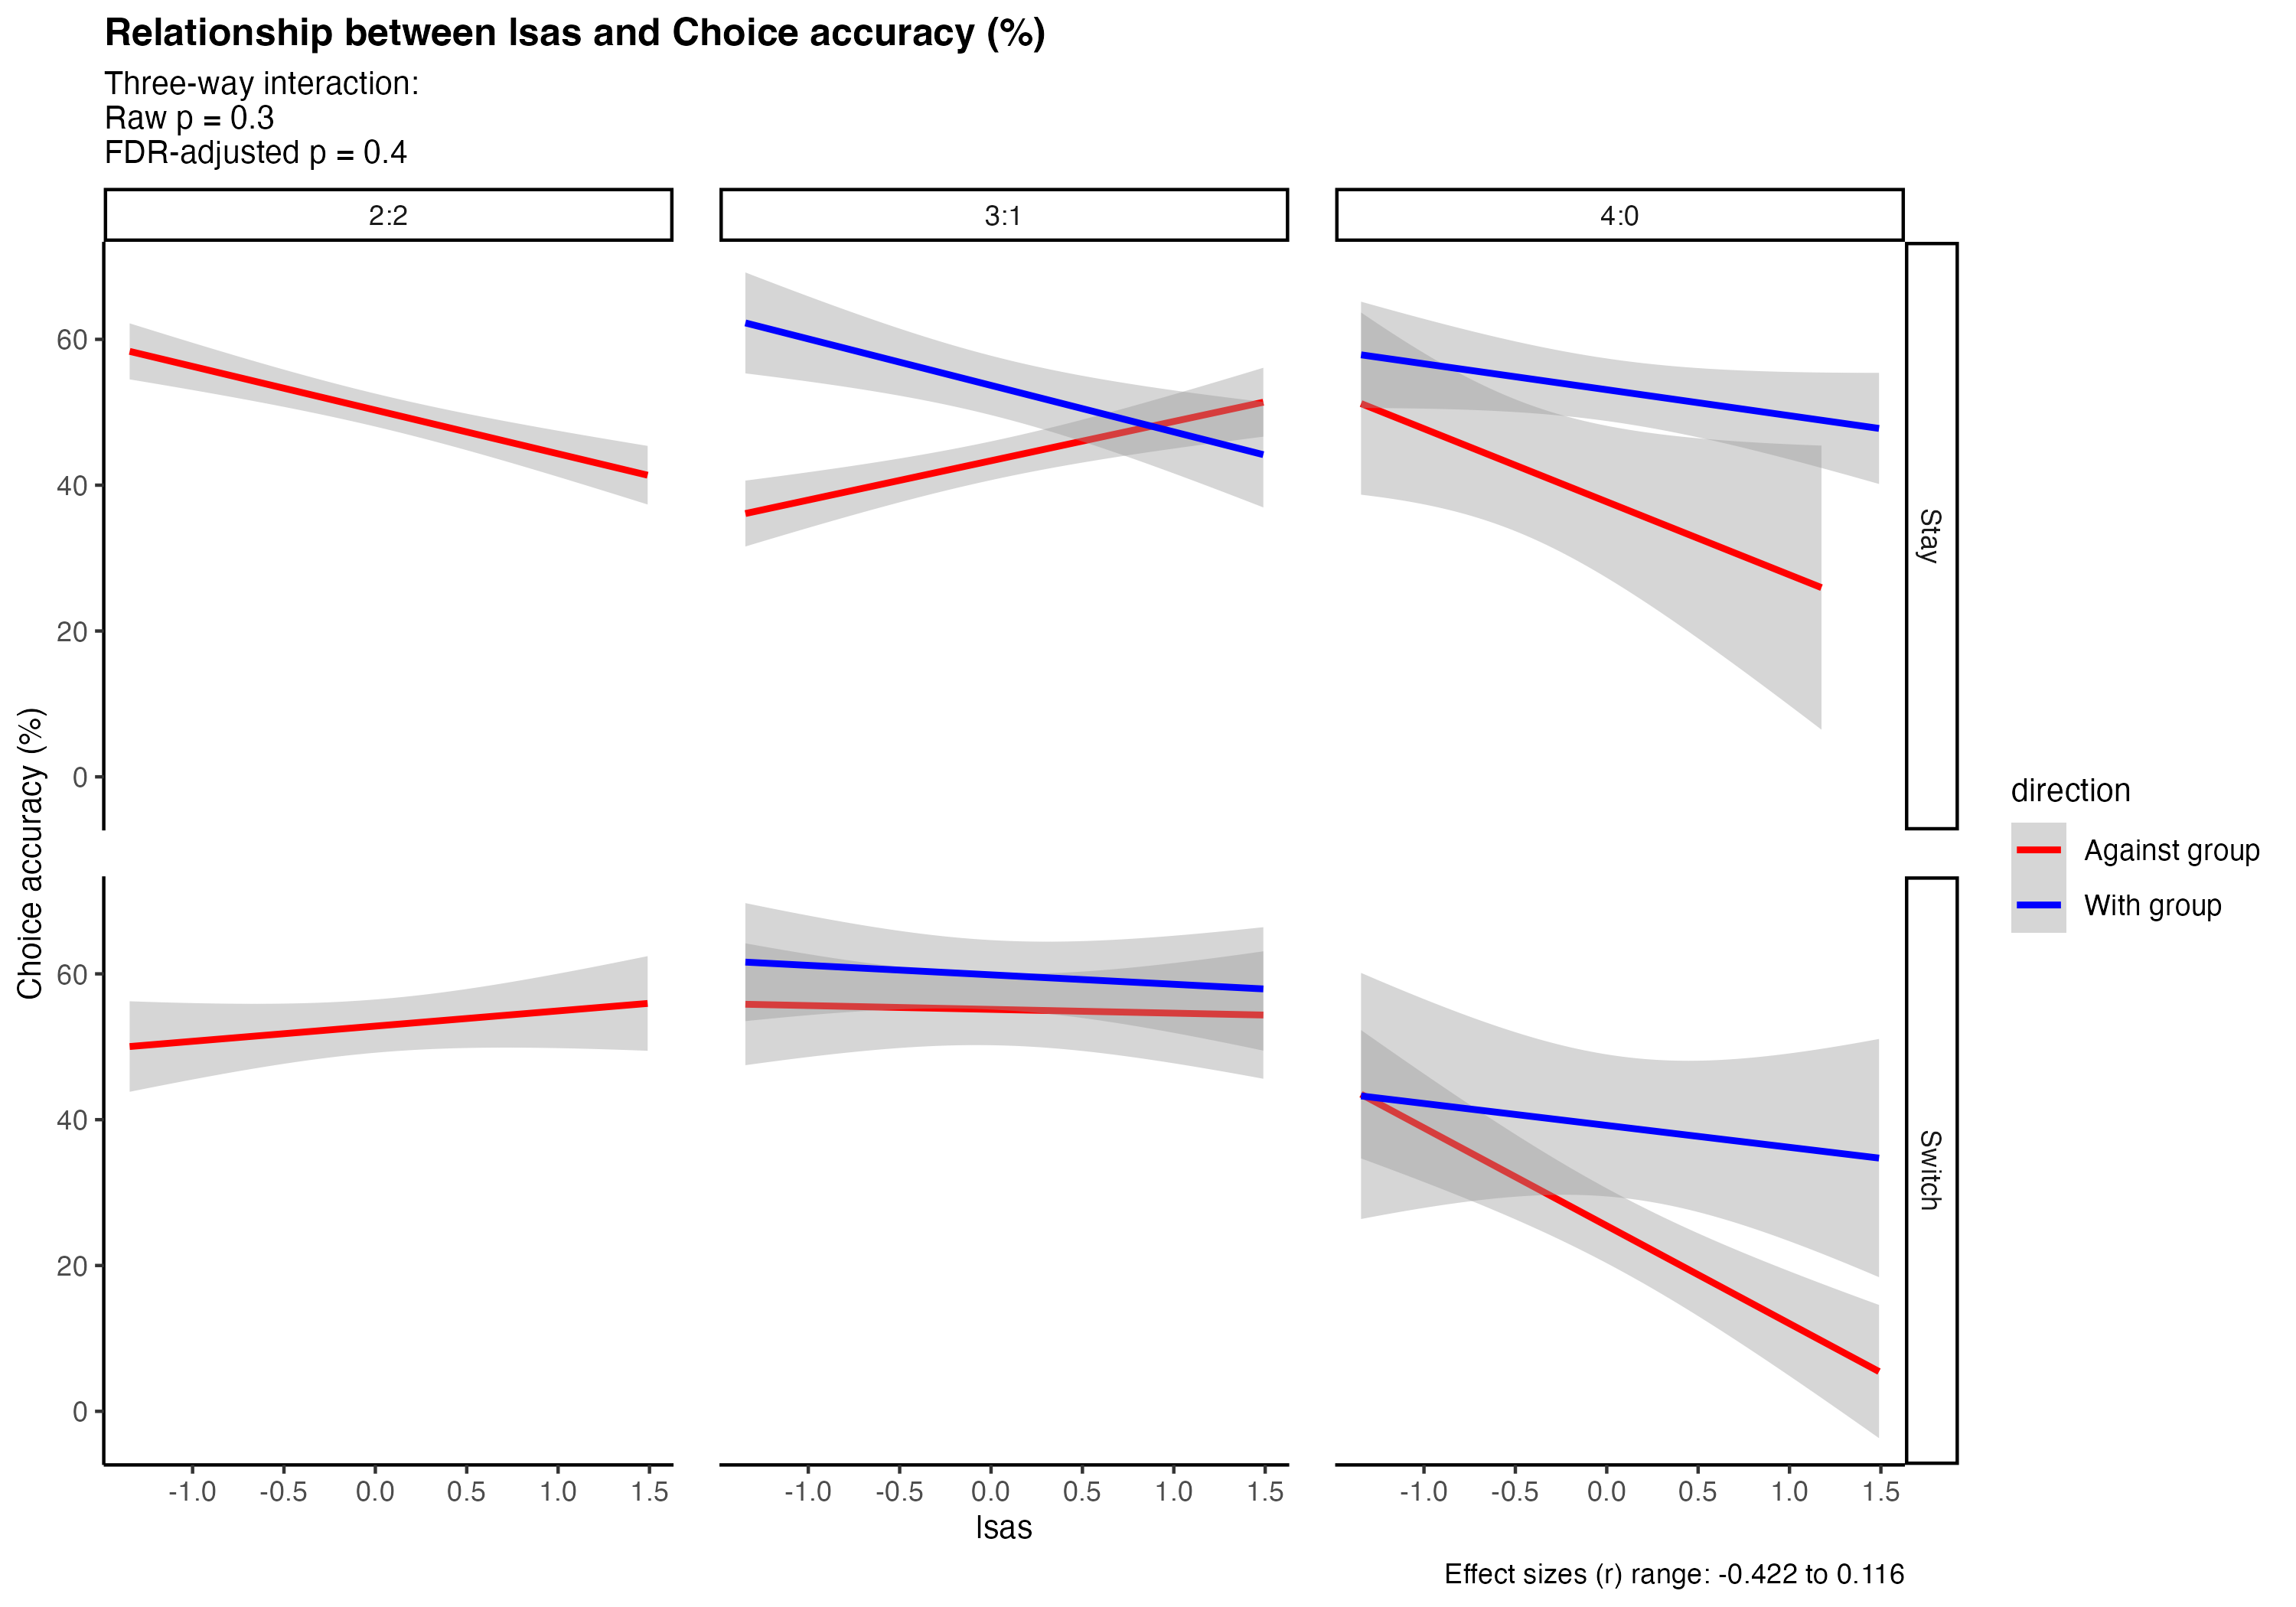 Relationship between lsas and Choice accuracy (%)
Three-way interaction:
Raw p = 0.3
FDR-adjusted p = 0.4
2:2
3:1
4:0
60
40
20
0
Stay
Choice accuracy (%)
60
40
20
0
Switch
direction
Against group
With group
-1.0 -0.5 0.0 0.5 1.0 1.5
-1.0 -0.5 0.0 0.5 1.0 1.5
-1.0 -0.5 0.0 0.5 1.0 1.5
lsas
Effect sizes (r) range: -0.422 to 0.116